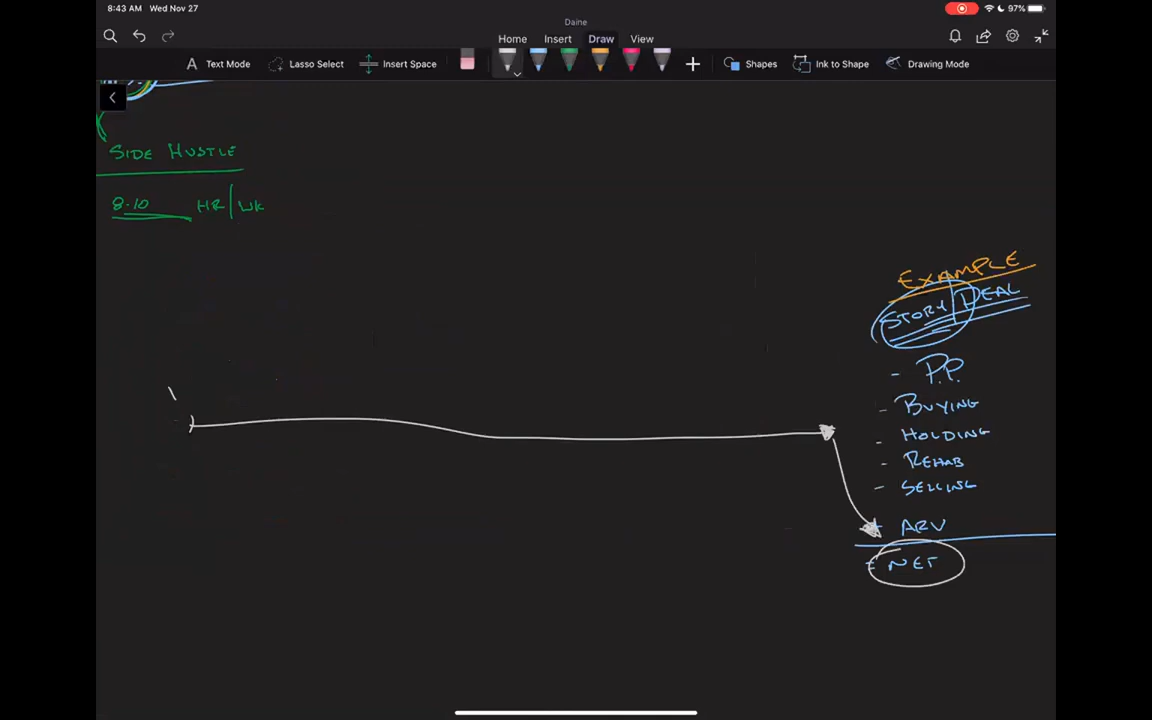 8:43 AM Wed Nov 27
97%
Daine
Home Insert Draw View
Text Mode Lasso Select Insert Space Shapes Ink to Shape Drawing Mode
SIDE HUSTLE
8-10 HR/WK
EXAMPLE
STORY/DEAL
- P.P.
- BUYING
- HOLDING
- REHAB
- SELLING
ARV
= NET